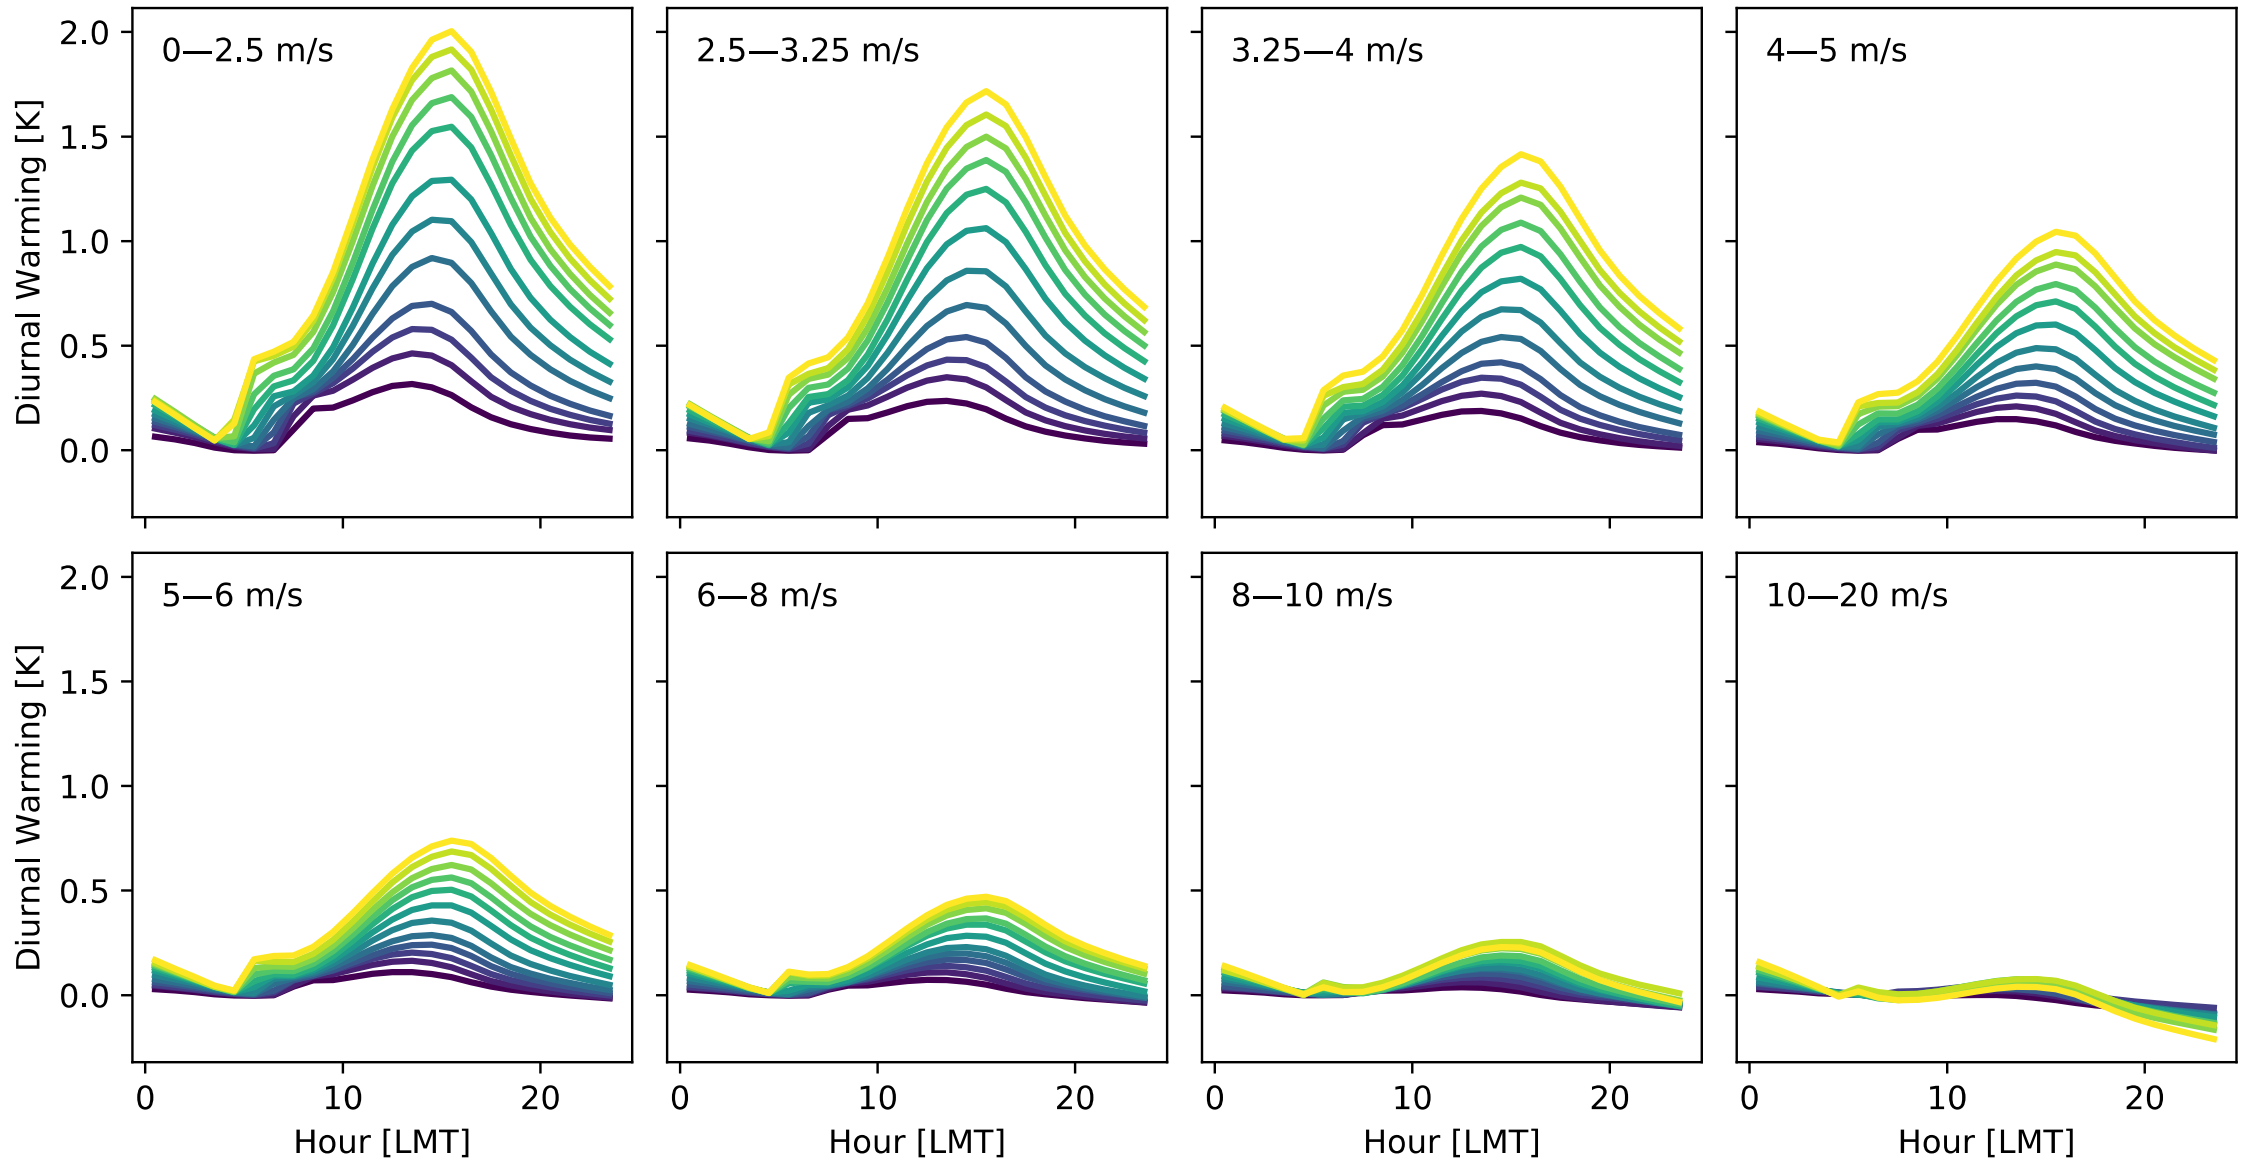 Diurnal Warming [K]
2.0
1.5
1.0
0.5
0.0
0—2.5 m/s
2.5—3.25 m/s
3.25—4 m/s
4—5 m/s
Diurnal Warming [K]
2.0
1.5
1.0
0.5
0.0
5—6 m/s
6—8 m/s
8—10 m/s
10—20 m/s
0 10 20
0 10 20
0 10 20
0 10 20
Hour [LMT]
Hour [LMT]
Hour [LMT]
Hour [LMT]